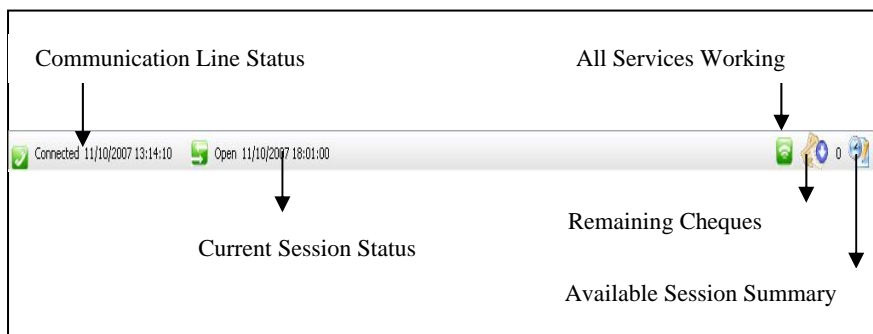 Communication Line Status
All Services Working
Connected 11/10/2007 13:14:10
Open 11/10/2007 18:01:00
0
Remaining Cheques
Current Session Status
Available Session Summary